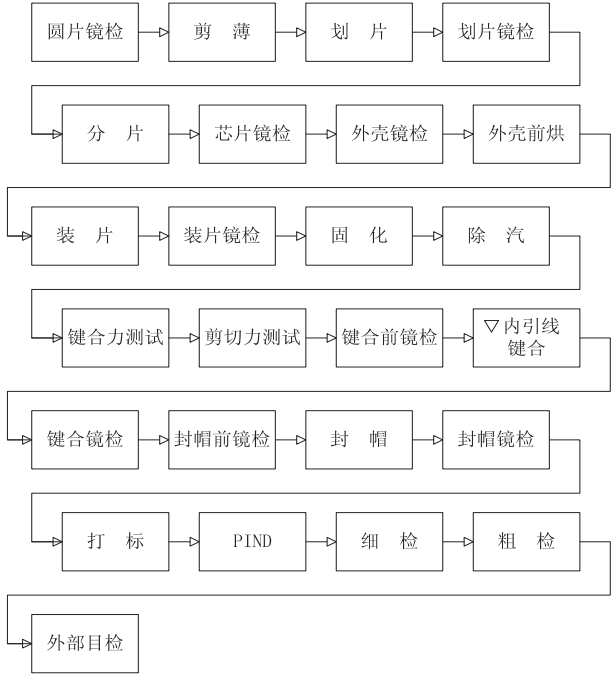 圆片镜检
剪 薄
划 片
划片镜检
分 片
芯片镜检
外壳镜检
外壳前烘
装 片
装片镜检
固 化
除 汽
键合力测试
剪切力测试
键合前镜检
▽内引线
键合
键合镜检
封帽前镜检
封 帽
封帽镜检
打 标
PIND
细 检
粗 检
外部目检